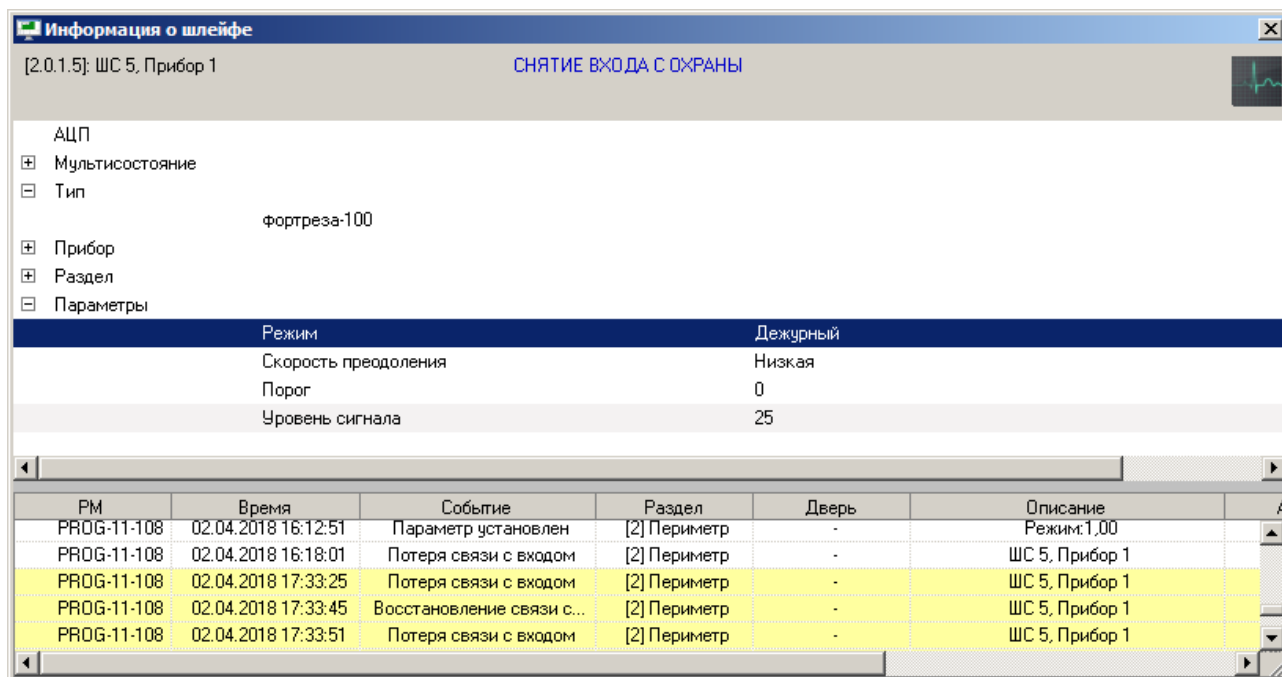 Информация о шлейфе
[2.0.1.5]: ШС 5, Прибор 1 СНЯТИЕ ВХОДА С ОХРАНЫ
АЦП
Мультисостояние
Тип
фортреза-100
Прибор
Раздел
Параметры
Режим Дежурный
Скорость преодоления Низкая
Порог 0
Уровень сигнала 25
РМ Время Событие Раздел Дверь Описание
PROG-11-108 02.04.2018 16:12:51 Параметр установлен [2] Периметр - Режим:1,00
PROG-11-108 02.04.2018 16:18:01 Потеря связи с входом [2] Периметр - ШС 5, Прибор 1
PROG-11-108 02.04.2018 17:33:25 Потеря связи с входом [2] Периметр - ШС 5, Прибор 1
PROG-11-108 02.04.2018 17:33:45 Восстановление связи с... [2] Периметр - ШС 5, Прибор 1
PROG-11-108 02.04.2018 17:33:51 Потеря связи с входом [2] Периметр - ШС 5, Прибор 1